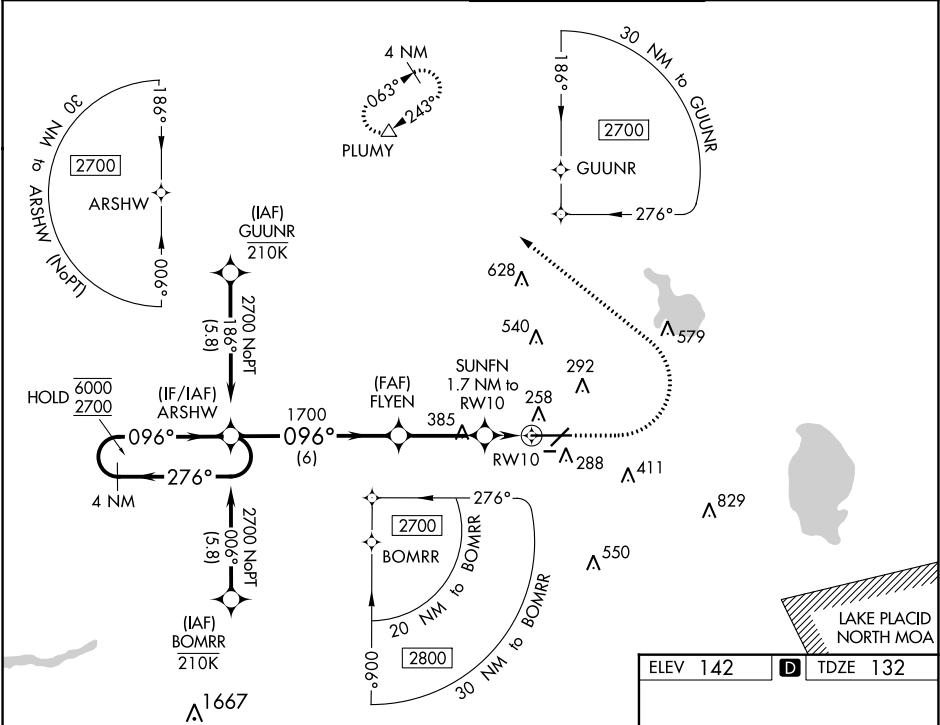 4 NM
063°
243°
PLUMY
30 NM to GUUNR
186°
2700
GUUNR
276°
186°
30 NM to ARSHW (NoPT)
2700
ARSHW
006°
(IAF)
GUUNR
210K
2700 NoPT
186°
(5.8)
628
540
579
292
258
SUNFN
1.7 NM to
RW10
(FAF)
FLYEN
385
HOLD 6000
2700
(IF/IAF)
ARSHW
096°
1700
096°
(6)
276°
4 NM
RW10
288
411
829
550
2700 NoPT
006°
(5.8)
(IAF)
BOMRR
210K
1667
276°
2700
BOMRR
20 NM to BOMRR
2800
30 NM to BOMRR
006°
LAKE PLACID
NORTH MOA
ELEV 142 D TDZE 132